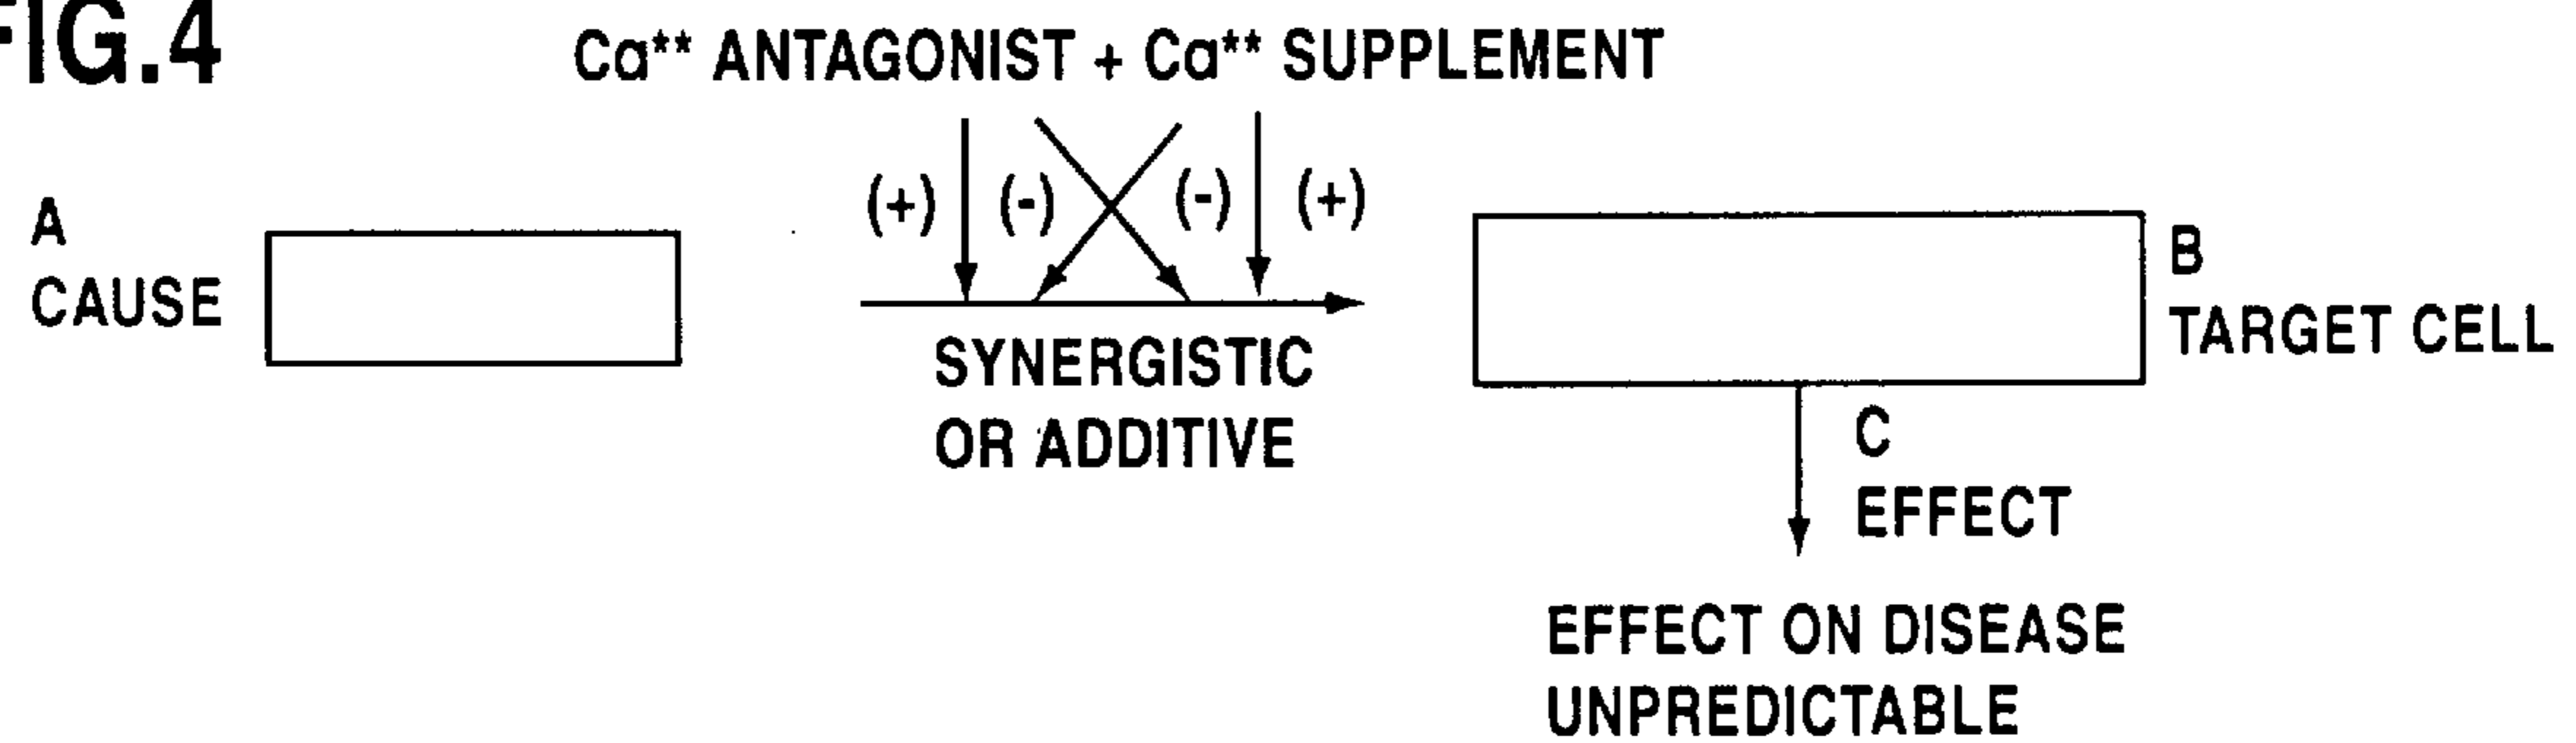 FIG.4
Ca** ANTAGONIST + Ca** SUPPLEMENT
(+) (-) (-) (+)
A
CAUSE
B
TARGET CELL
SYNERGISTIC
OR ADDITIVE
C
EFFECT
EFFECT ON DISEASE
UNPREDICTABLE